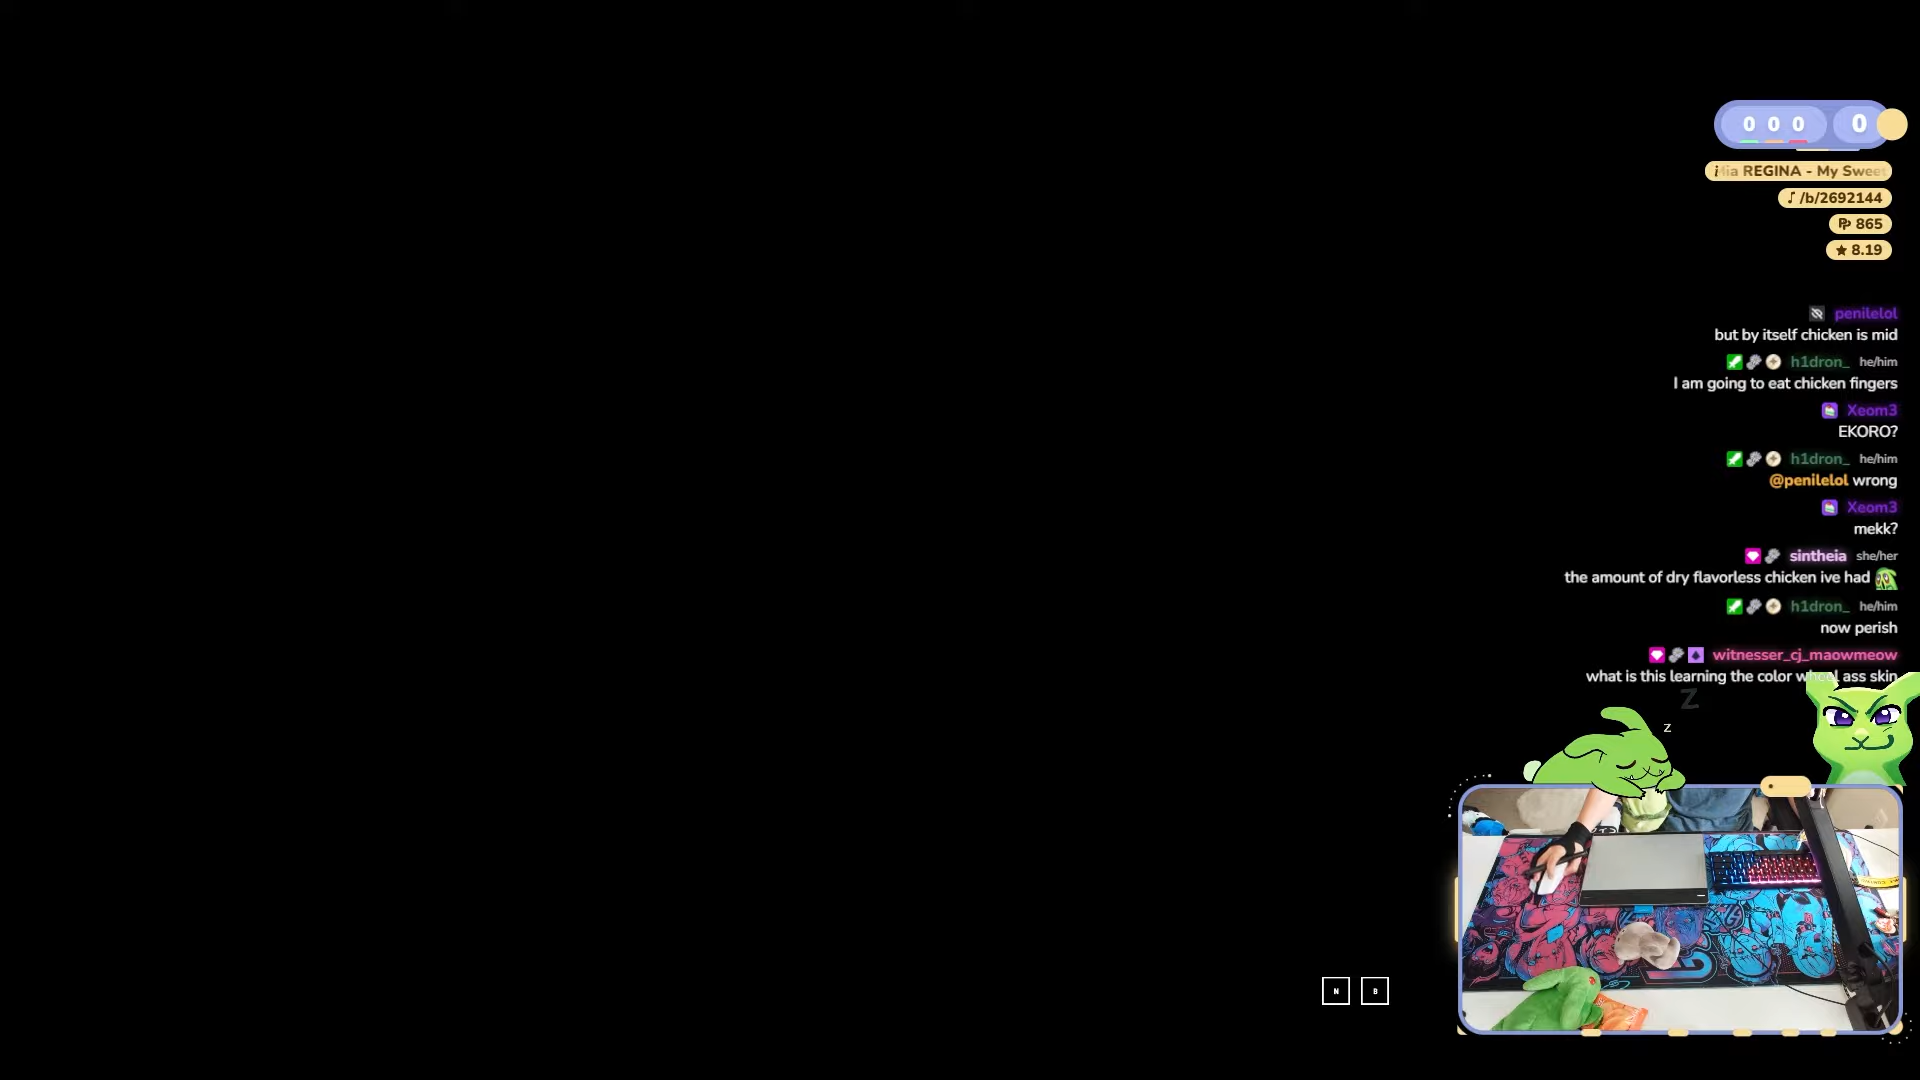 0 0 0 0
ia REGINA - My Sweet
/b/2692144
865
8.19
penilelol
but by itself chicken is mid
h1dron_ he/him
I am going to eat chicken fingers
Xeom3
EKORO?
h1dron_ he/him
@penilelol wrong
Xeom3
mekk?
sintheia she/her
the amount of dry flavorless chicken ive had
h1dron_ he/him
now perish
witnesser_cj_maowmeow
what is this learning the color wheel ass skin
z
z
N B